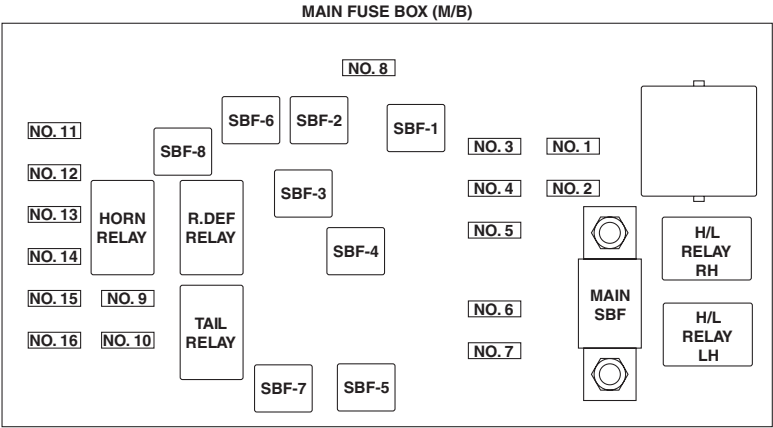 MAIN FUSE BOX (M/B)
NO. 8
SBF-6
SBF-2
SBF-1
NO. 11
SBF-8
NO. 3
NO. 1
NO. 12
SBF-3
NO. 4
NO. 2
NO. 13
HORN
RELAY
R.DEF
RELAY
SBF-4
NO. 5
H/L
RELAY
RH
NO. 14
NO. 15
NO. 9
MAIN
SBF
NO. 6
TAIL
RELAY
H/L
RELAY
LH
NO. 16
NO. 10
NO. 7
SBF-7
SBF-5